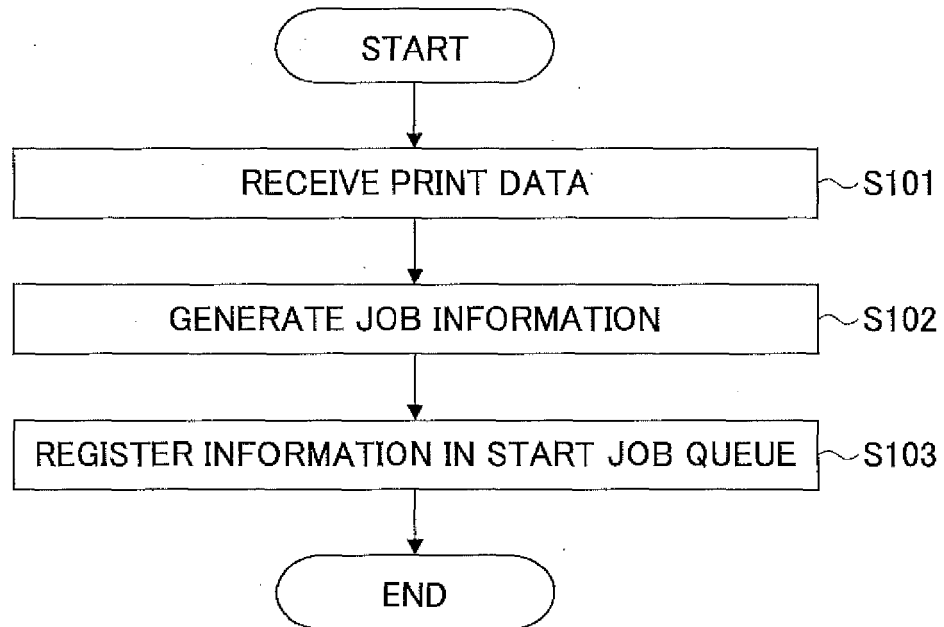 START
RECEIVE PRINT DATA S101
GENERATE JOB INFORMATION S102
REGISTER INFORMATION IN START JOB QUEUE S103
END